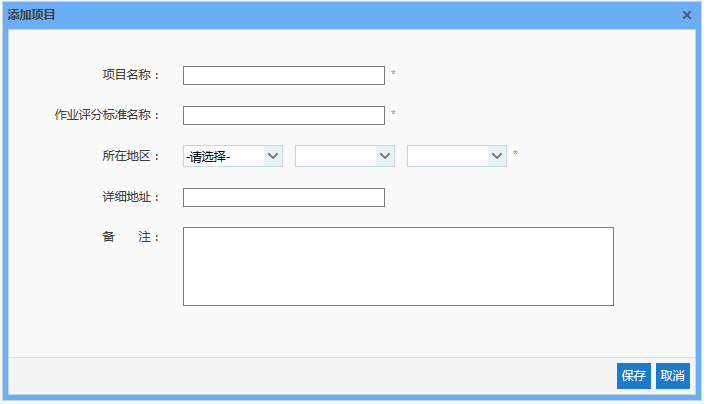 添加项目 ×
项目名称： *
作业评分标准名称： *
所在地区： -请选择- *
详细地址：
备 注：
保存 取消